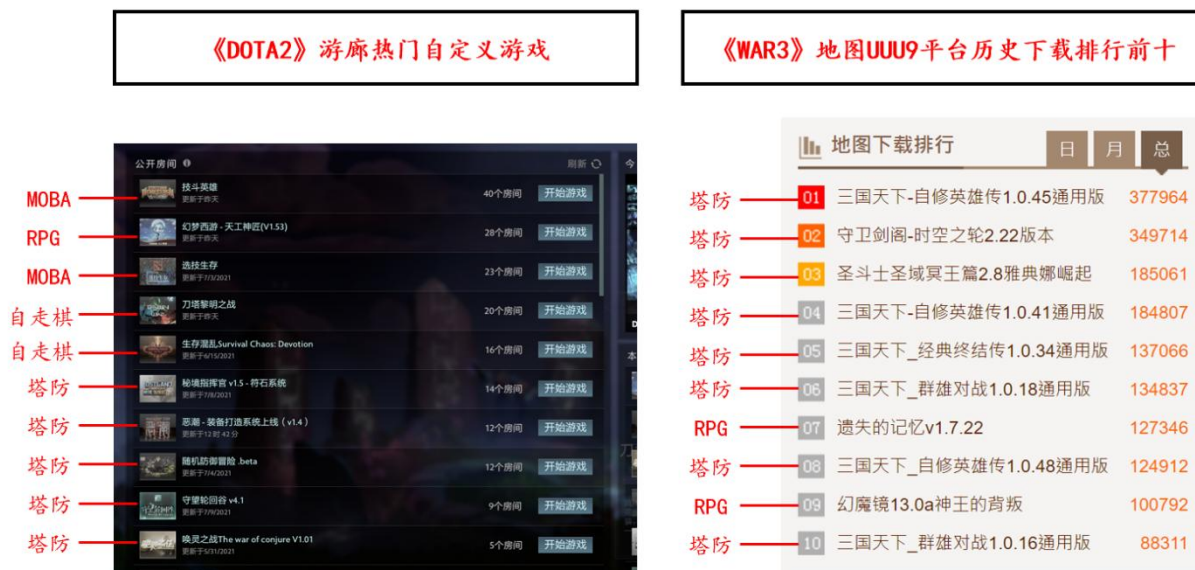 《DOTA2》游廊热门自定义游戏
《WAR3》地图UUU9平台历史下载排行前十
公开房间
刷新
今
MOBA
技斗英雄
更新于昨天
40个房间
开始游戏
RPG
幻梦西游 - 天工神匠(V1.53)
更新于昨天
28个房间
开始游戏
MOBA
选技生存
更新于7/3/2021
23个房间
开始游戏
自走棋
刀塔黎明之战
更新于昨天
20个房间
开始游戏
自走棋
生存混乱Survival Chaos: Devotion
更新于6/15/2021
16个房间
开始游戏
塔防
秘境指挥官 v1.5 - 符石系统
更新于7/8/2021
14个房间
开始游戏
塔防
恶潮 - 装备打造系统上线（v1.4）
更新于12 时 42 分
12个房间
开始游戏
塔防
随机防御冒险 .beta
更新于7/4/2021
12个房间
开始游戏
塔防
守望轮回谷 v4.1
更新于7/9/2021
9个房间
开始游戏
塔防
唤灵之战The war of conjure V1.01
更新于5/31/2021
5个房间
开始游戏
地图下载排行
日
月
总
塔防
01 三国天下-自修英雄传1.0.45通用版 377964
塔防
02 守卫剑阁-时空之轮2.22版本 349714
塔防
03 圣斗士圣域冥王篇2.8雅典娜崛起 185061
塔防
04 三国天下-自修英雄传1.0.41通用版 184807
塔防
05 三国天下_经典终结传1.0.34通用版 137066
塔防
06 三国天下_群雄对战1.0.18通用版 134837
RPG
07 遗失的记忆v1.7.22 127346
塔防
08 三国天下_自修英雄传1.0.48通用版 124912
RPG
09 幻魔镜13.0a神王的背叛 100792
塔防
10 三国天下_群雄对战1.0.16通用版 88311